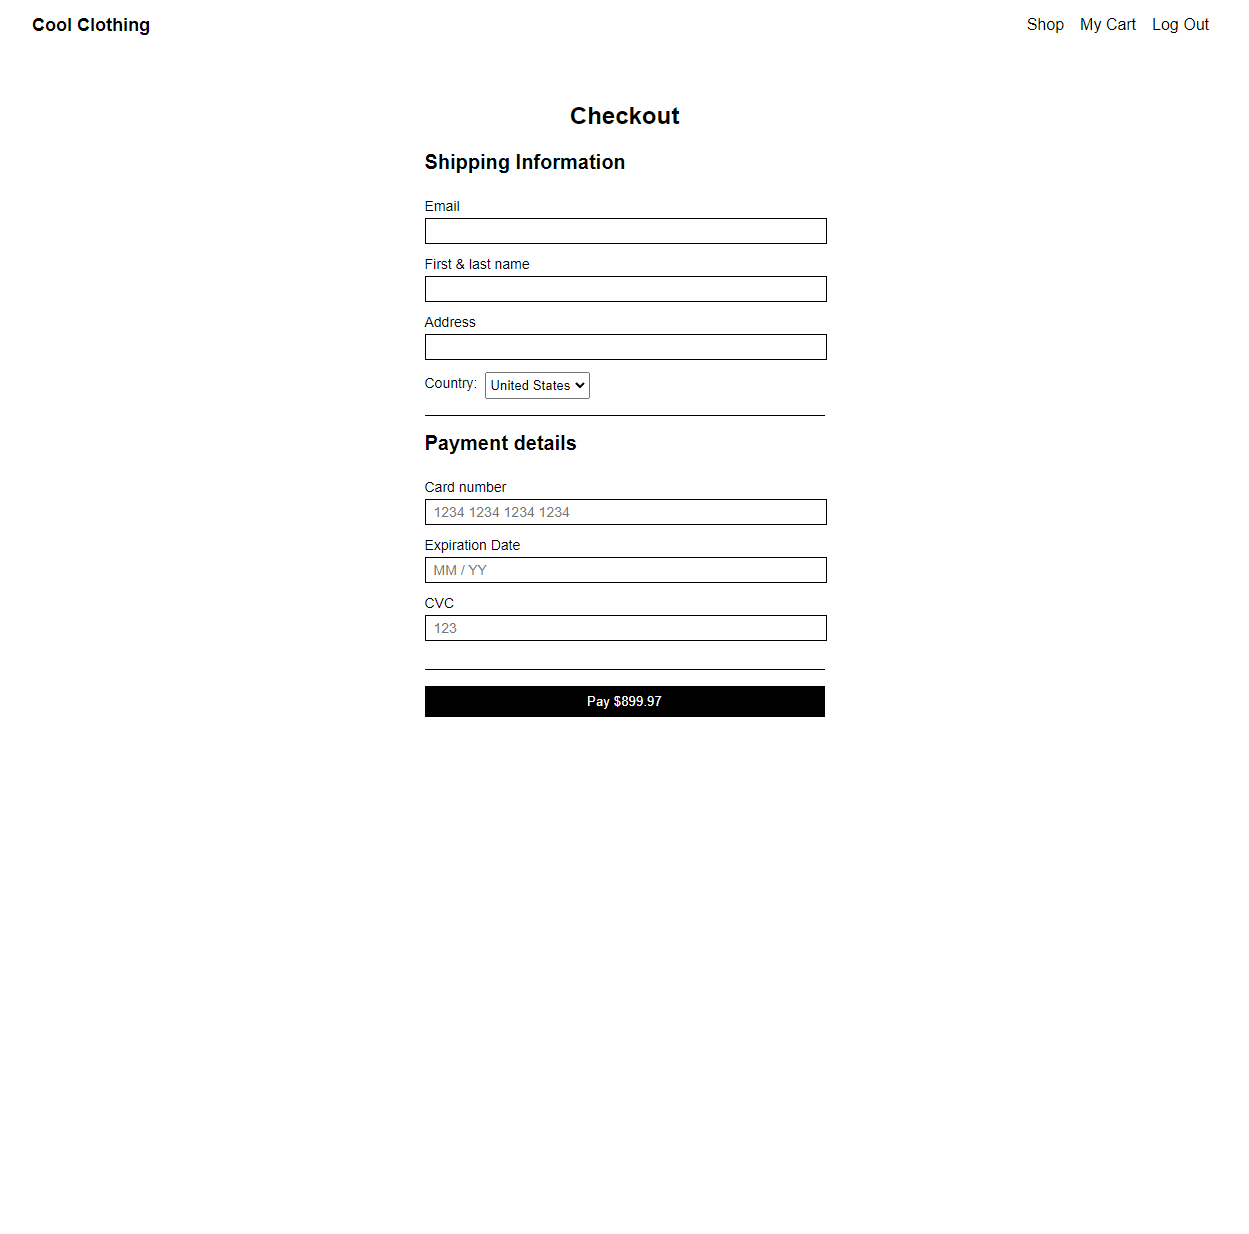 Cool Clothing
Shop My Cart Log Out
Checkout
Shipping Information
Email
First & last name
Address
Country: United States
Payment details
Card number
1234 1234 1234 1234
Expiration Date
MM / YY
CVC
123
Pay $899.97